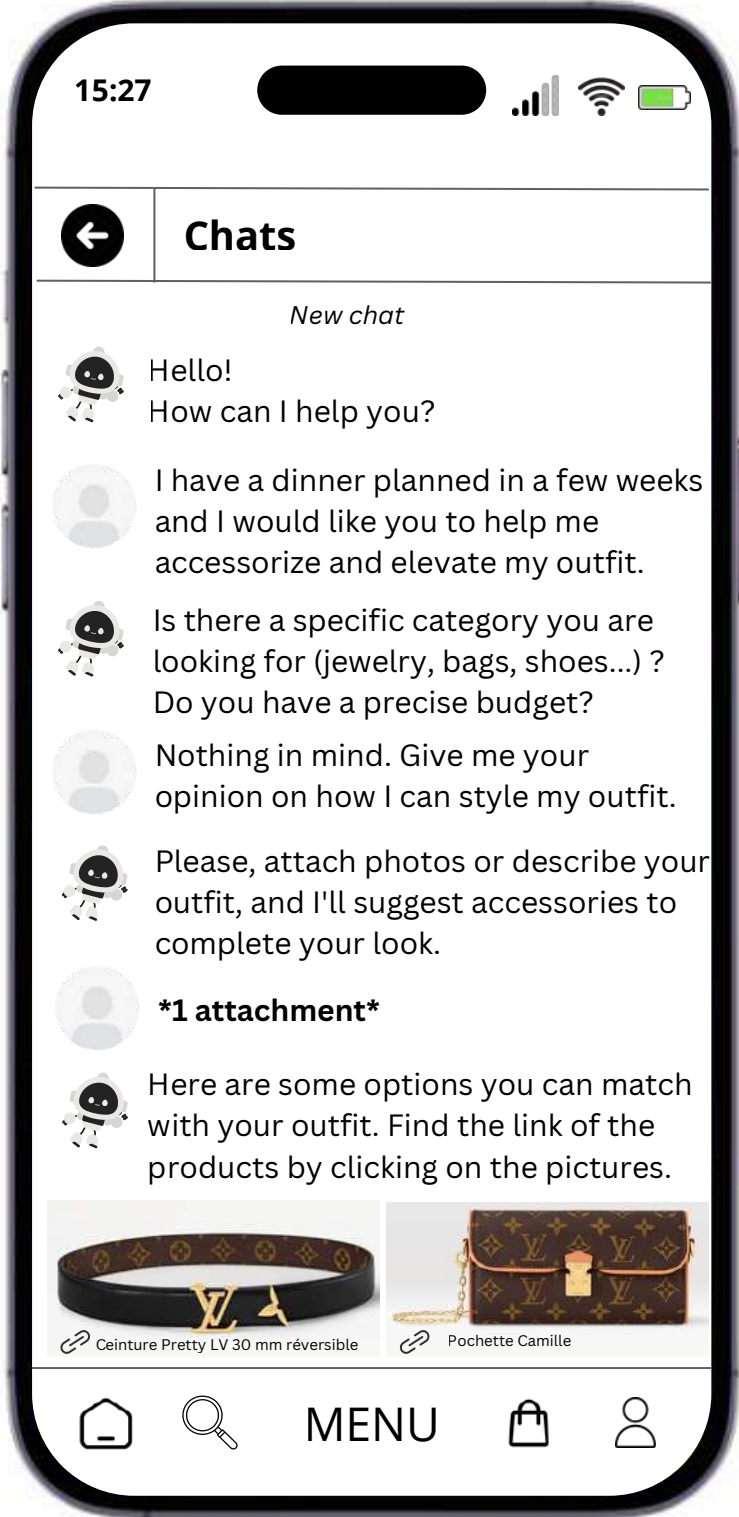 15:27
Chats
New chat
Hello!
How can I help you?
I have a dinner planned in a few weeks
and I would like you to help me
accessorize and elevate my outfit.
Is there a specific category you are
looking for (jewelry, bags, shoes...) ?
Do you have a precise budget?
Nothing in mind. Give me your
opinion on how I can style my outfit.
Please, attach photos or describe your
outfit, and I'll suggest accessories to
complete your look.
*1 attachment*
Here are some options you can match
with your outfit. Find the link of the
products by clicking on the pictures.
Ceinture Pretty LV 30 mm réversible
Pochette Camille
MENU